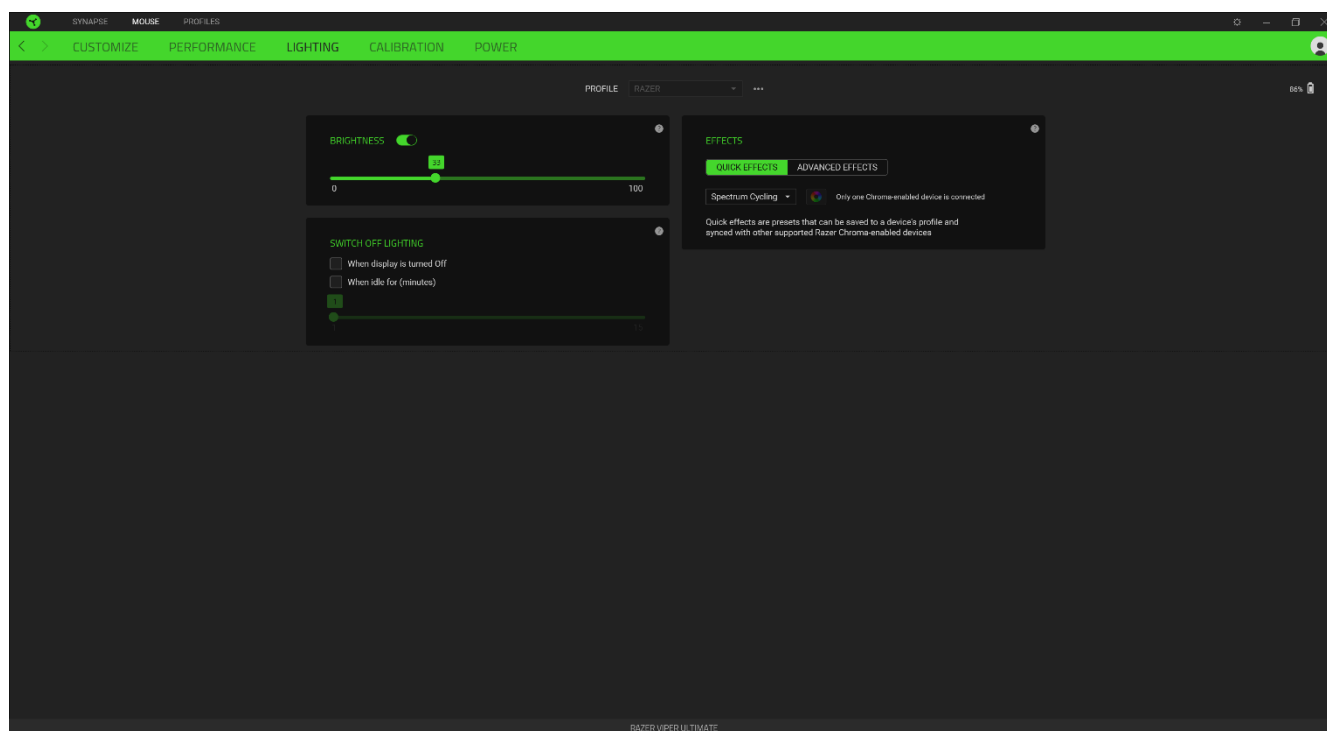 SYNAPSE MOUSE PROFILES
CUSTOMIZE PERFORMANCE LIGHTING CALIBRATION POWER
PROFILE RAZER
86%
BRIGHTNESS
33
0 100
SWITCH OFF LIGHTING
When display is turned Off
When idle for (minutes)
1
1 15
EFFECTS
QUICK EFFECTS ADVANCED EFFECTS
Spectrum Cycling Only one Chroma-enabled device is connected
Quick effects are presets that can be saved to a device's profile and
synced with other supported Razer Chroma-enabled devices
RAZER VIPER ULTIMATE